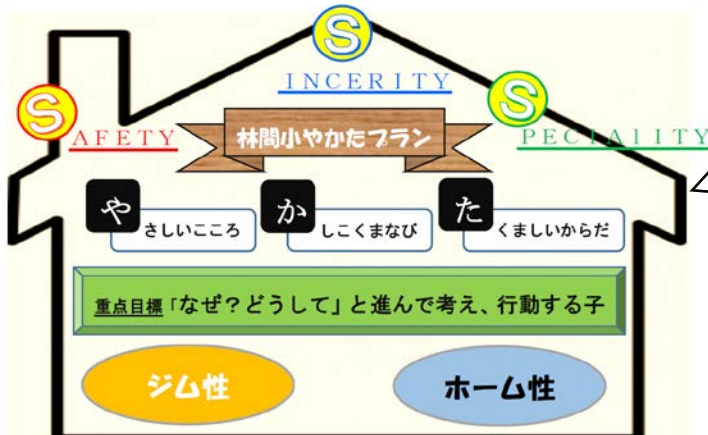 SINCERITY
SAFETY
SPECIAlITY
林間小やかたプラン
やさしいこころ
かしこくまなび
たくましいからだ
重点目標「なぜ？どうして」と進んで考え、行動する子
ジム性
ホーム性